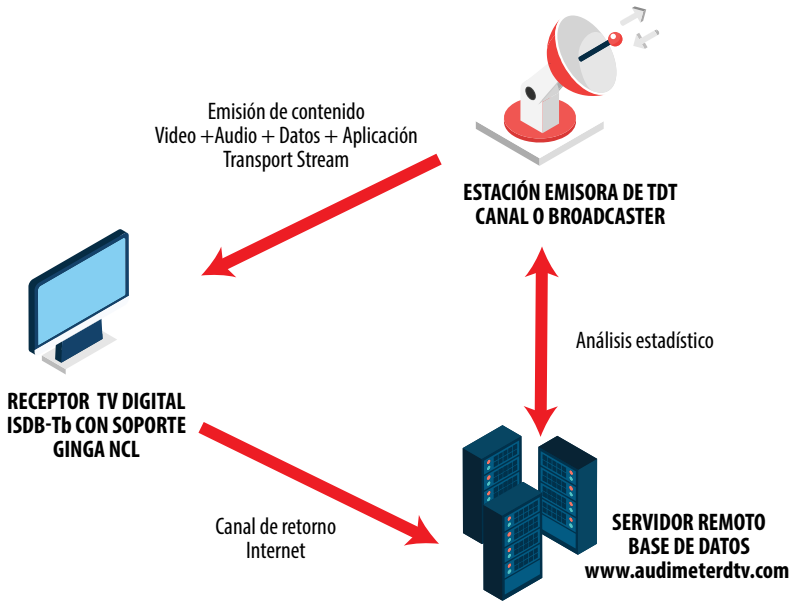 Emisión de contenido
Video +Audio + Datos + Aplicación
Transport Stream
ESTACIÓN EMISORA DE TDT
CANAL O BROADCASTER
Análisis estadístico
RECEPTOR TV DIGITAL
ISDB-Tb CON SOPORTE
GINGA NCL
Canal de retorno
Internet
SERVIDOR REMOTO
BASE DE DATOS
www.audimeterdtv.com